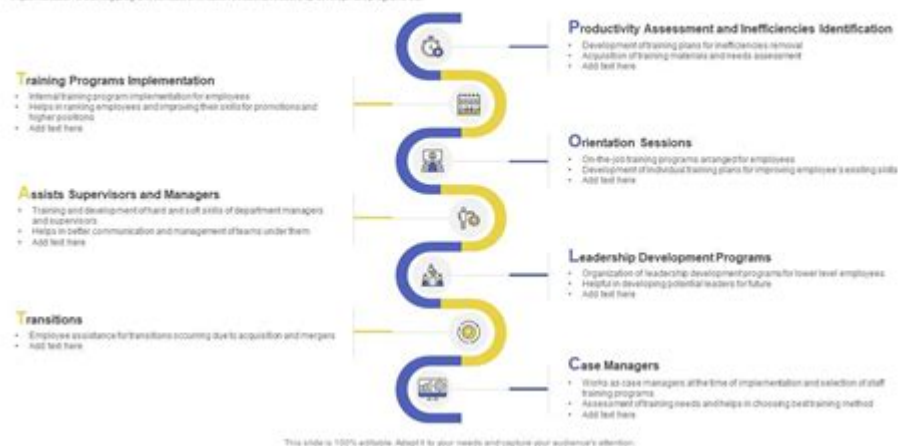 Productivity Assessment and Inefficiencies Identification
• Development of training plans for inefficiencies removal
• Acquisition of training materials and needs assessment
• Add text here
Training Programs Implementation
• Internal training program implementation for employees
• Helps in ranking employees and improving their skills for promotions and
higher positions
• Add text here
Orientation Sessions
• On-the-job training programs arranged for employees
• Development of individual training plans for improving employee's existing skills
• Add text here
Assists Supervisors and Managers
• Training and development of hard and soft skills of department managers
and supervisors
• Helps in better communication and management of teams under them
• Add text here
Leadership Development Programs
• Organization of leadership development programs for lower level employees
• Helpful in developing potential leaders for future
• Add text here
Transitions
• Employee assistance for transitions occurring due to acquisition and mergers
• Add text here
Case Managers
• Works as case managers at the time of implementation and selection of staff
training programs
• Assessment of training needs and helps in choosing best training method
• Add text here
This slide is 100% editable. Adapt it to your needs and capture your audience's attention.